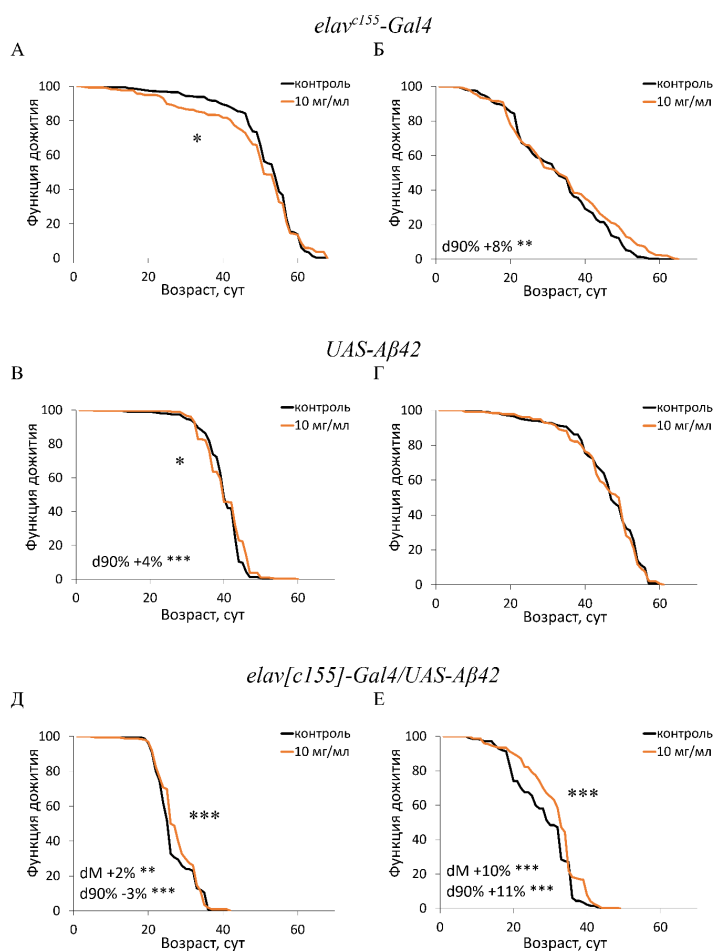 elavᶜ¹⁵⁵-Gal4
А Б
контроль
10 мг/мл
Функция дожития
100
80
60
40
20
0
*
0 20 40 60
Возраст, сут
контроль
10 мг/мл
Функция дожития
100
80
60
40
20
0
d90% +8% **
0 20 40 60
Возраст, сут
UAS-Aβ42
В Г
контроль
10 мг/мл
Функция дожития
100
80
60
40
20
0
*
d90% +4% ***
0 20 40 60
Возраст, сут
контроль
10 мг/мл
Функция дожития
100
80
60
40
20
0
0 20 40 60
Возраст, сут
elav[c155]-Gal4/UAS-Aβ42
Д Е
контроль
10 мг/мл
Функция дожития
100
80
60
40
20
0
***
dM +2% **
d90% -3% ***
0 20 40 60
Возраст, сут
контроль
10 мг/мл
Функция дожития
100
80
60
40
20
0
***
dM +10% ***
d90% +11% ***
0 20 40 60
Возраст, сут